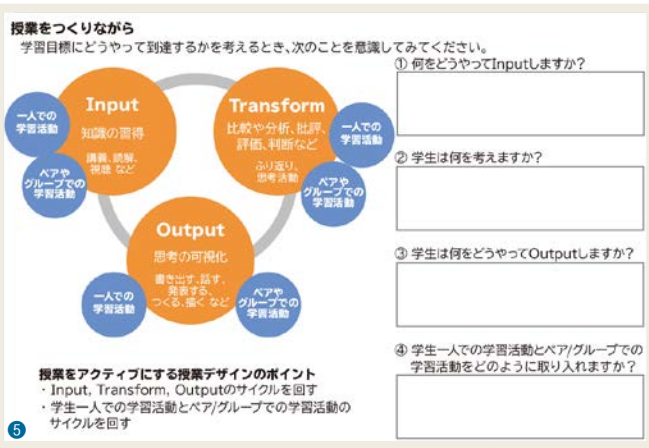 授業をつくりながら
学習目標にどうやって到達するかを考えるとき、次のことを意識してみてください。
Input
知識の習得
講義、読解、
視聴 など
一人での
学習活動
ペアや
グループでの
学習活動
Transform
比較や分析、批評、
評価、判断など
ふり返り、
思考活動
一人での
学習活動
ペアや
グループでの
学習活動
Output
思考の可視化
書き出す、話す、
発表する、
つくる、描く など
一人での
学習活動
ペアや
グループでの
学習活動
授業をアクティブにする授業デザインのポイント
・Input, Transform, Outputのサイクルを回す
・学生一人での学習活動とペア/グループでの学習活動の
サイクルを回す
① 何をどうやってInputしますか？
② 学生は何を考えますか？
③ 学生は何をどうやってOutputしますか？
④ 学生一人での学習活動とペア/グループでの
学習活動をどのように取り入れますか？
5